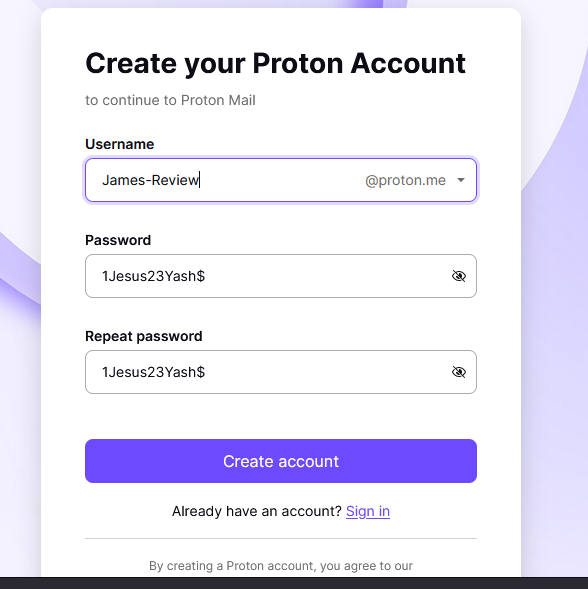 Create your Proton Account
to continue to Proton Mail
Username
James-Review @proton.me
Password
1Jesus23Yash$
Repeat password
1Jesus23Yash$
Create account
Already have an account? Sign in
By creating a Proton account, you agree to our